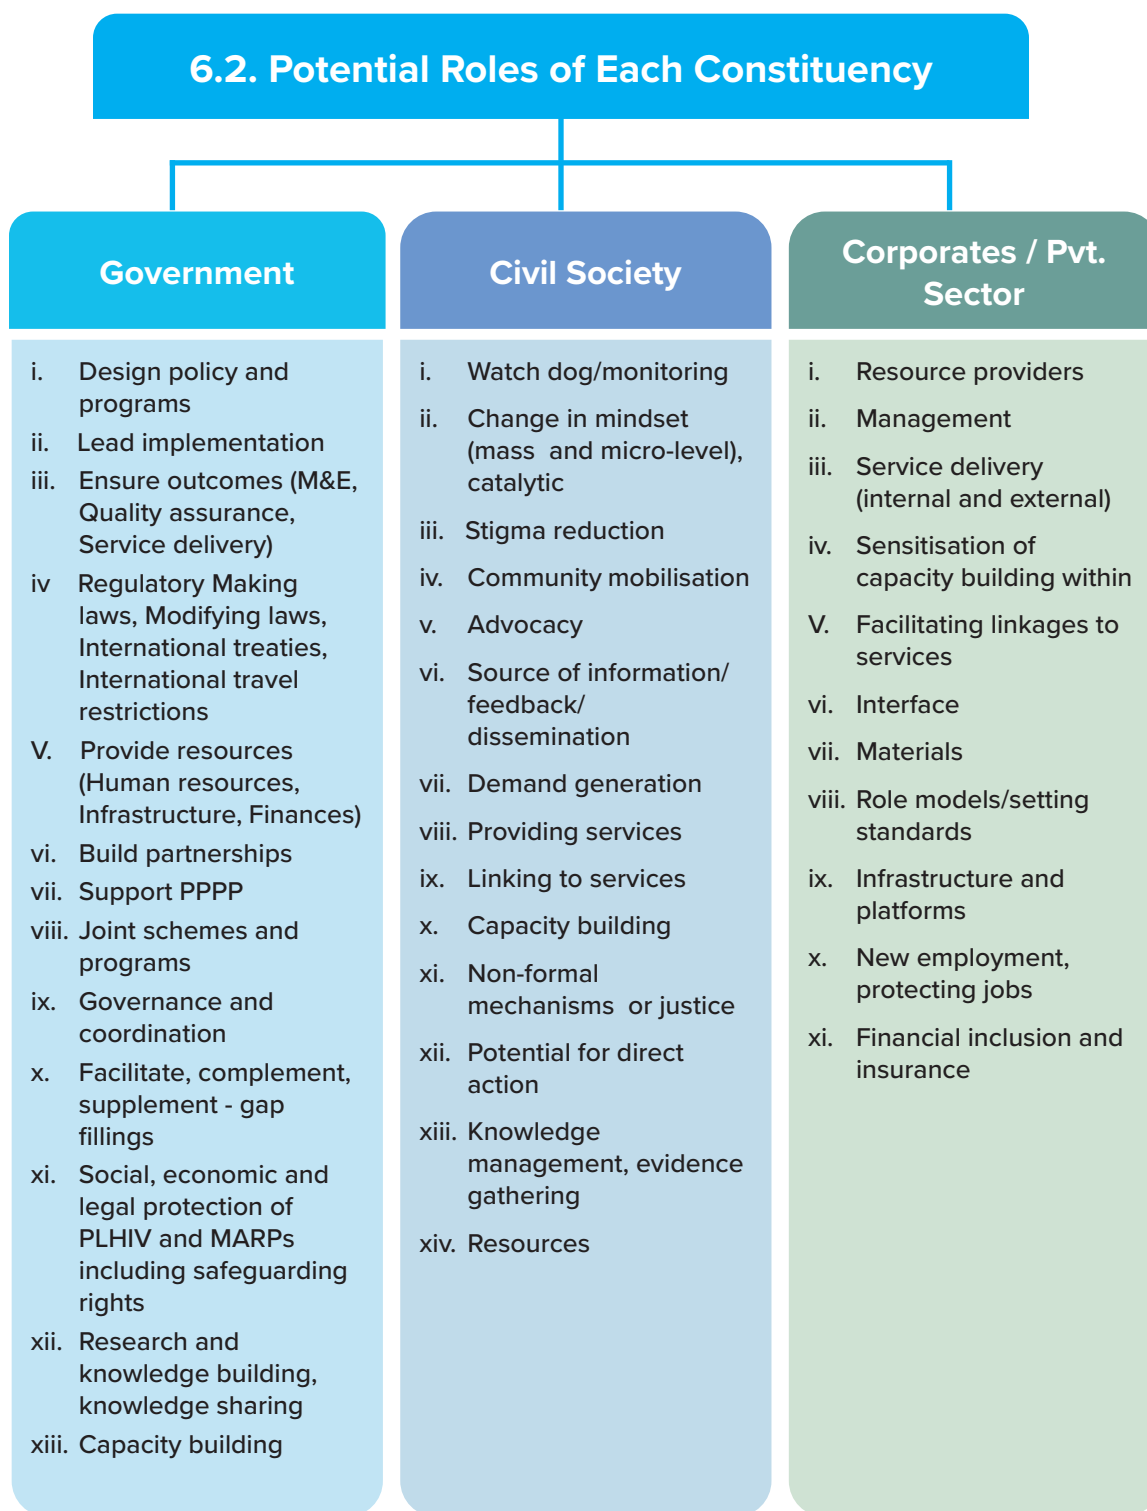 6.2. Potential Roles of Each Constituency
Government
i. Design policy and
programs
ii. Lead implementation
iii. Ensure outcomes (M&E,
Quality assurance,
Service delivery)
iv Regulatory Making
laws, Modifying laws,
International treaties,
International travel
restrictions
V. Provide resources
(Human resources,
Infrastructure, Finances)
vi. Build partnerships
vii. Support PPPP
viii. Joint schemes and
programs
ix. Governance and
coordination
x. Facilitate, complement,
supplement - gap
fillings
xi. Social, economic and
legal protection of
PLHIV and MARPs
including safeguarding
rights
xii. Research and
knowledge building,
knowledge sharing
xiii. Capacity building
Civil Society
i. Watch dog/monitoring
ii. Change in mindset
(mass and micro-level),
catalytic
iii. Stigma reduction
iv. Community mobilisation
v. Advocacy
vi. Source of information/
feedback/
dissemination
vii. Demand generation
viii. Providing services
ix. Linking to services
x. Capacity building
xi. Non-formal
mechanisms or justice
xii. Potential for direct
action
xiii. Knowledge
management, evidence
gathering
xiv. Resources
Corporates / Pvt.
Sector
i. Resource providers
ii. Management
iii. Service delivery
(internal and external)
iv. Sensitisation of
capacity building within
V. Facilitating linkages to
services
vi. Interface
vii. Materials
viii. Role models/setting
standards
ix. Infrastructure and
platforms
x. New employment,
protecting jobs
xi. Financial inclusion and
insurance